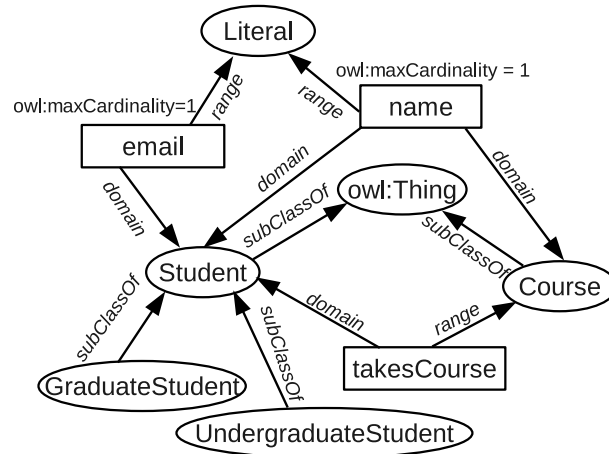 Literal
owl:maxCardinality = 1
owl:maxCardinality=1
range
range
name
email
domain
domain
domain
owl:Thing
subClassOf
subClassOf
Student
Course
subClassOf
domain
range
subClassOf
GraduateStudent
takesCourse
UndergraduateStudent